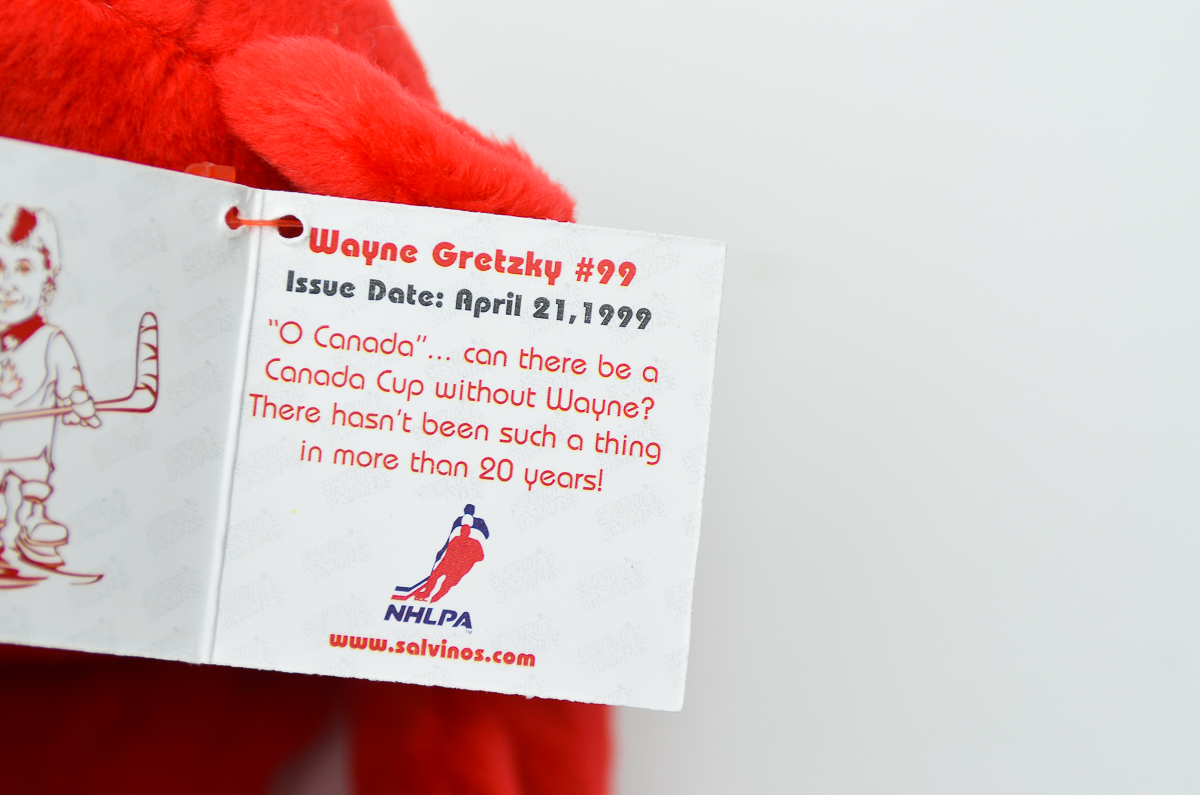 Wayne Gretzky #99
Issue Date: April 21,1999
"O Canada"... can there be a
Canada Cup without Wayne?
There hasn't been such a thing
in more than 20 years!
NHLPA
TM
www.salvinos.com